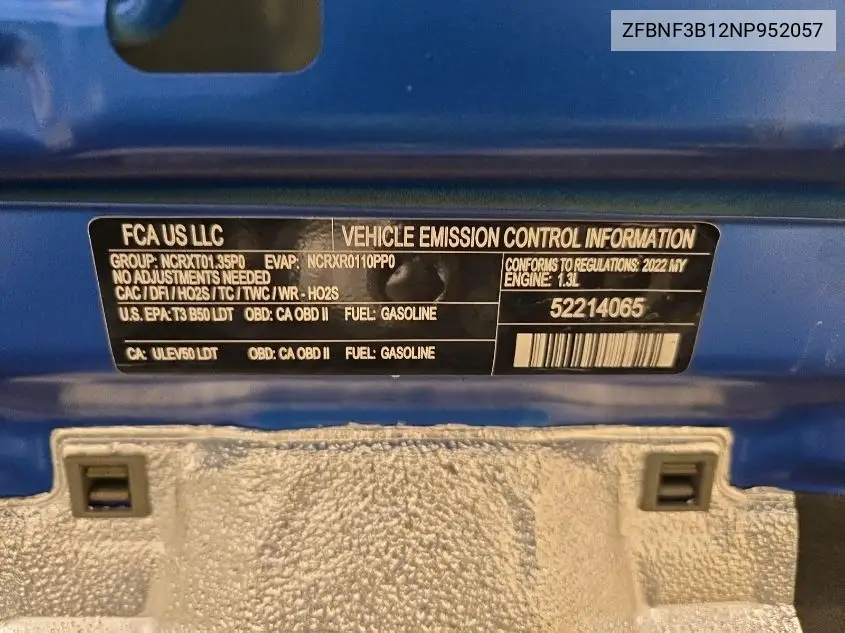 ZFBNF3B12NP952057
FCA US LLC
VEHICLE EMISSION CONTROL INFORMATION
GROUP: NCRXT01.35P0 EVAP: NCRXR0110PP0
NO ADJUSTMENTS NEEDED
CAC / DFI / HO2S / TC / TWC / WR - HO2S
CONFORMS TO REGULATIONS: 2022 MY
ENGINE: 1.3L
U.S. EPA: T3 B50 LDT OBD: CA OBD II FUEL: GASOLINE
52214065
CA: ULEV50 LDT OBD: CA OBD II FUEL: GASOLINE